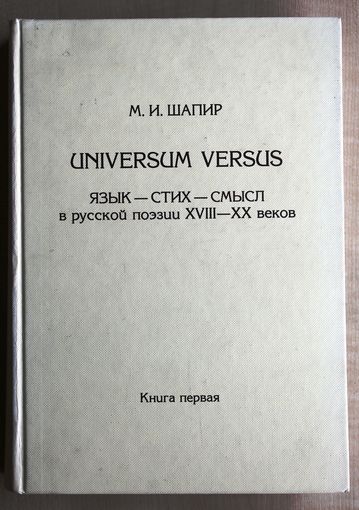 М. И. ШАПИР
UNIVERSUM VERSUS
ЯЗЫК — СТИХ — СМЫСЛ
в русской поэзии XVIII—XX веков
Книга первая